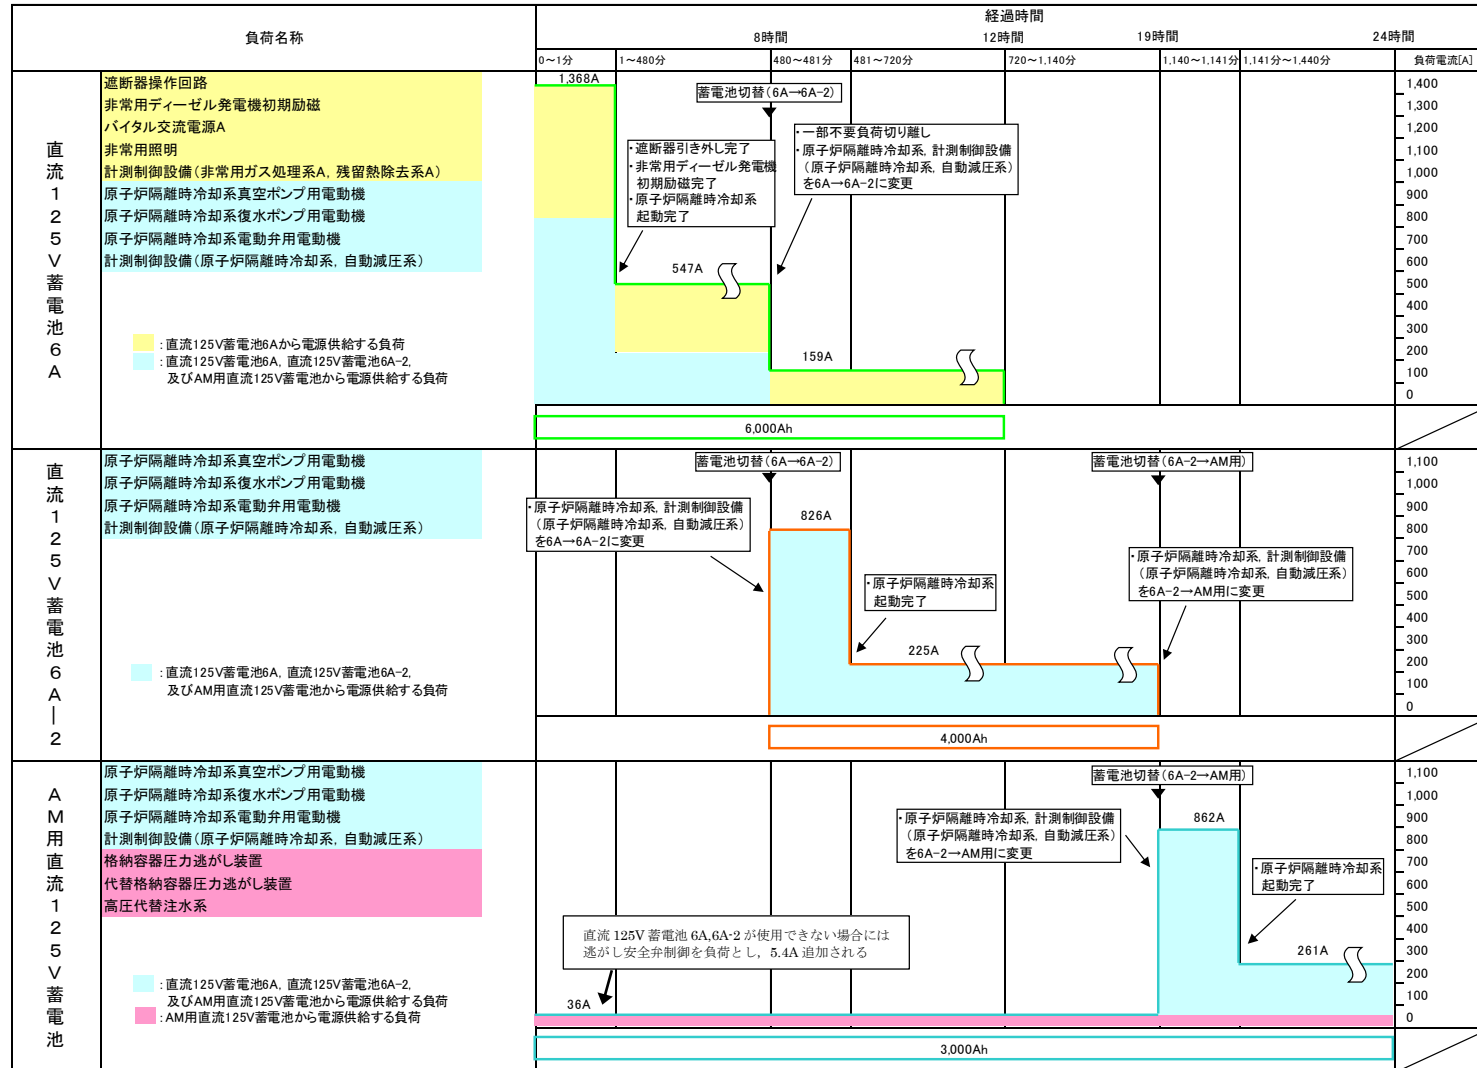 負荷名称
経過時間
8時間
12時間
19時間
24時間
0～1分
1～480分
480～481分
481～720分
720～1,140分
1,140～1,141分
1,141分～1,440分
負荷電流[A]
直流125V蓄電池6A
遮断器操作回路
非常用ディーゼル発電機初期励磁
バイタル交流電源A
非常用照明
計測制御設備(非常用ガス処理系A, 残留熱除去系A)
原子炉隔離時冷却系真空ポンプ用電動機
原子炉隔離時冷却系復水ポンプ用電動機
原子炉隔離時冷却系電動弁用電動機
計測制御設備(原子炉隔離時冷却系, 自動減圧系)
:直流125V蓄電池6Aから電源供給する負荷
:直流125V蓄電池6A, 直流125V蓄電池6A-2,
及びAM用直流125V蓄電池から電源供給する負荷
1,368A
・遮断器引き外し完了
・非常用ディーゼル発電機
初期励磁完了
・原子炉隔離時冷却系
起動完了
547A
蓄電池切替(6A→6A-2)
・一部不要負荷切り離し
・原子炉隔離時冷却系, 計測制御設備
(原子炉隔離時冷却系, 自動減圧系)
を6A→6A-2に変更
159A
6,000Ah
1,400
1,300
1,200
1,100
1,000
900
800
700
600
500
400
300
200
100
0
直流125V蓄電池6A-2
原子炉隔離時冷却系真空ポンプ用電動機
原子炉隔離時冷却系復水ポンプ用電動機
原子炉隔離時冷却系電動弁用電動機
計測制御設備(原子炉隔離時冷却系, 自動減圧系)
:直流125V蓄電池6A, 直流125V蓄電池6A-2,
及びAM用直流125V蓄電池から電源供給する負荷
蓄電池切替(6A→6A-2)
・原子炉隔離時冷却系, 計測制御設備
(原子炉隔離時冷却系, 自動減圧系)
を6A→6A-2に変更
826A
・原子炉隔離時冷却系
起動完了
225A
蓄電池切替(6A-2→AM用)
・原子炉隔離時冷却系, 計測制御設備
(原子炉隔離時冷却系, 自動減圧系)
を6A-2→AM用に変更
4,000Ah
1,100
1,000
900
800
700
600
500
400
300
200
100
0
AM用直流125V蓄電池
原子炉隔離時冷却系真空ポンプ用電動機
原子炉隔離時冷却系復水ポンプ用電動機
原子炉隔離時冷却系電動弁用電動機
計測制御設備(原子炉隔離時冷却系, 自動減圧系)
格納容器圧力逃がし装置
代替格納容器圧力逃がし装置
高圧代替注水系
:直流125V蓄電池6A, 直流125V蓄電池6A-2,
及びAM用直流125V蓄電池から電源供給する負荷
:AM用直流125V蓄電池から電源供給する負荷
直流 125V 蓄電池 6A,6A-2 が使用できない場合には
逃がし安全弁制御を負荷とし, 5.4A 追加される
36A
蓄電池切替(6A-2→AM用)
・原子炉隔離時冷却系, 計測制御設備
(原子炉隔離時冷却系, 自動減圧系)
を6A-2→AM用に変更
862A
・原子炉隔離時冷却系
起動完了
261A
3,000Ah
1,100
1,000
900
800
700
600
500
400
300
200
100
0